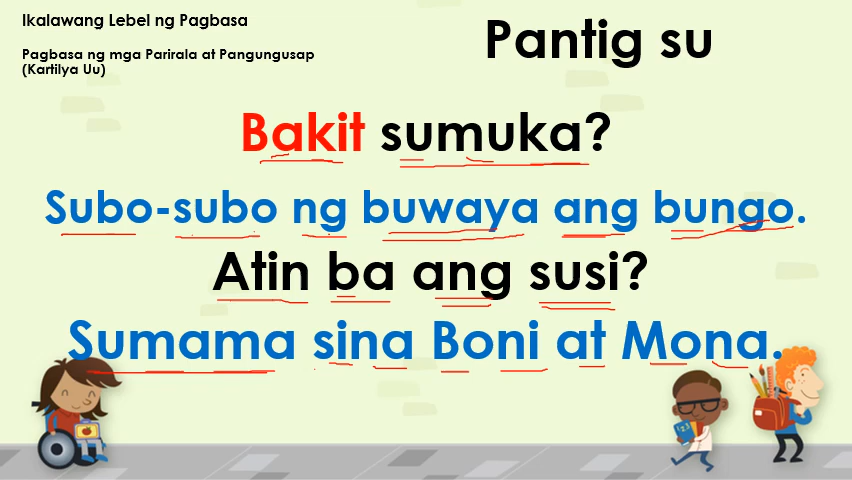 Ikalawang Lebel ng Pagbasa
Pagbasa ng mga Parirala at Pangungusap
(Kartilya Uu)
Pantig su
Bakit sumuka?
Subo-subo ng buwaya ang bungo.
Atin ba ang susi?
Sumama sina Boni at Mona.